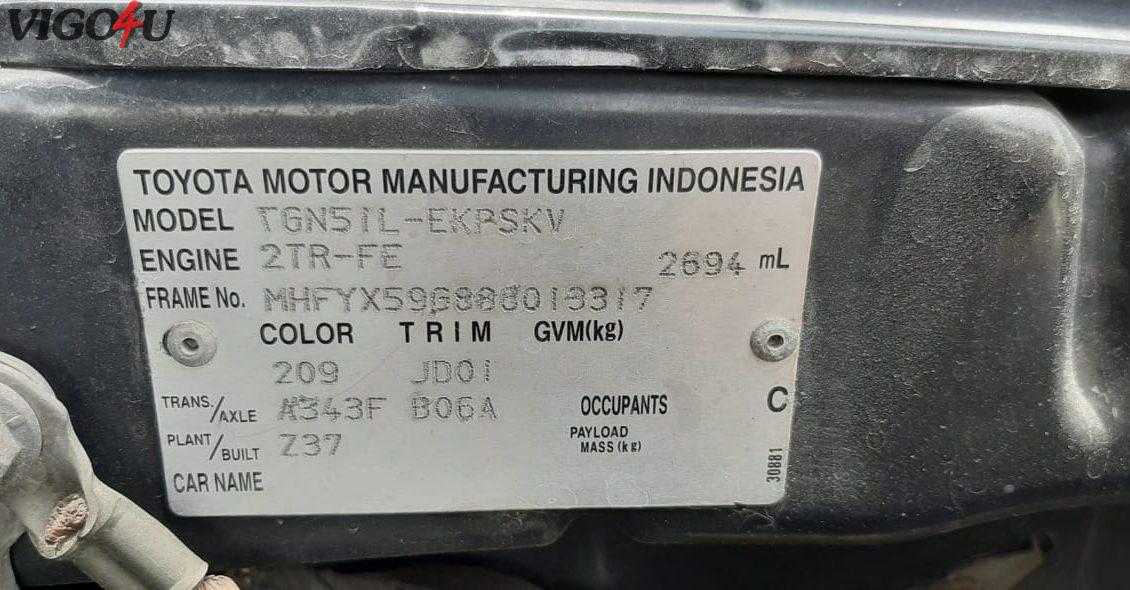 VIGO4U
TOYOTA MOTOR MANUFACTURING INDONESIA
MODEL TGN51L-EKPSKV
ENGINE 2TR-FE 2694 mL
FRAME No. MHFYX59G888013317
COLOR TRIM GVM(kg)
209 JD01
TRANS./AXLE A343F B06A OCCUPANTS C
PLANT/BUILT Z37 PAYLOAD MASS (kg)
CAR NAME
30881